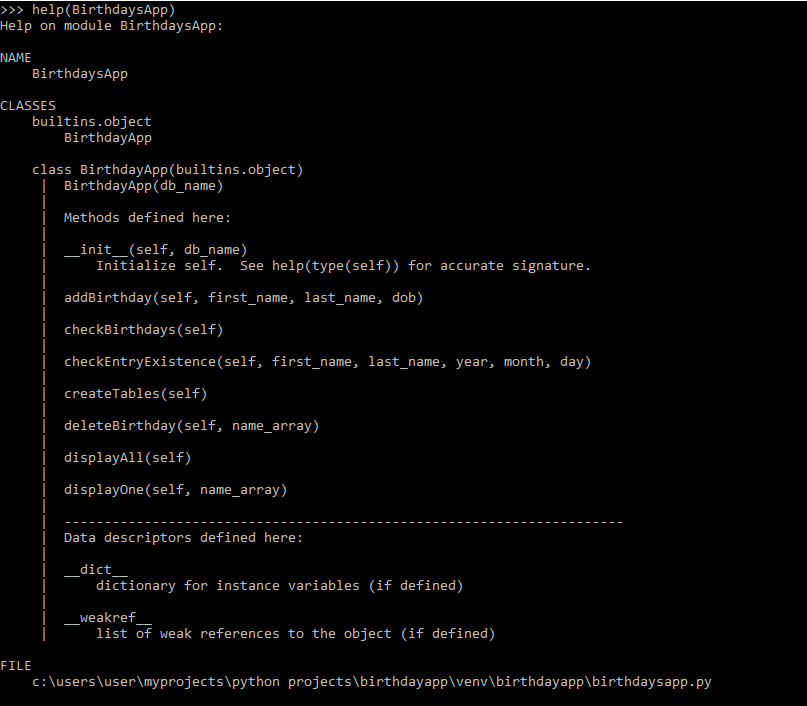 >>> help(BirthdaysApp)
Help on module BirthdaysApp:

NAME
    BirthdaysApp

CLASSES
    builtins.object
        BirthdayApp

    class BirthdayApp(builtins.object)
     |  BirthdayApp(db_name)
     |
     |  Methods defined here:
     |
     |  __init__(self, db_name)
     |      Initialize self.  See help(type(self)) for accurate signature.
     |
     |  addBirthday(self, first_name, last_name, dob)
     |
     |  checkBirthdays(self)
     |
     |  checkEntryExistence(self, first_name, last_name, year, month, day)
     |
     |  createTables(self)
     |
     |  deleteBirthday(self, name_array)
     |
     |  displayAll(self)
     |
     |  displayOne(self, name_array)
     |
     |  ----------------------------------------------------------------------
     |  Data descriptors defined here:
     |
     |  __dict__
     |      dictionary for instance variables (if defined)
     |
     |  __weakref__
     |      list of weak references to the object (if defined)

FILE
    c:\users\user\myprojects\python projects\birthdayapp\venv\birthdayapp\birthdaysapp.py